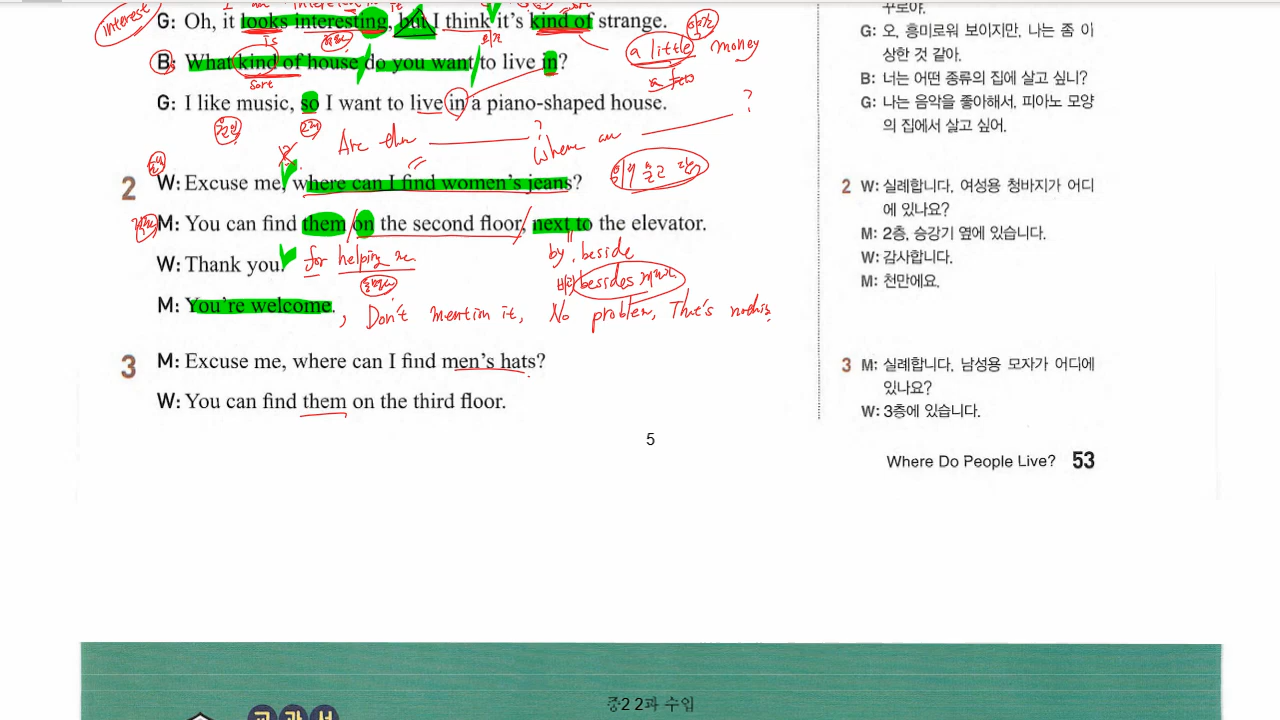 interest
G: Oh, it looks interesting, but I think it's kind of strange.
is
a little money
a few
B: What kind of house do you want to live in?
sort
G: I like music, so I want to live in a piano-shaped house.
원인
Are there ? Where can ?
2 W: Excuse me, where can I find women's jeans?
M: You can find them on the second floor, next to the elevator.
by, beside
W: Thank you. for helping me
besides
M: You're welcome. , Don't mention it, No problem, That's nothing
3 M: Excuse me, where can I find men's hats?
W: You can find them on the third floor.
5
꾸로야.
G: 오, 흥미로워 보이지만, 나는 좀 이
상한 것 같아.
B: 너는 어떤 종류의 집에 살고 싶니?
G: 나는 음악을 좋아해서, 피아노 모양
의 집에서 살고 싶어.
2 W: 실례합니다, 여성용 청바지가 어디
에 있나요?
M: 2층, 승강기 옆에 있습니다.
W: 감사합니다.
M: 천만에요.
3 M: 실례합니다, 남성용 모자가 어디에
있나요?
W: 3층에 있습니다.
Where Do People Live? 53
중2 2과 수업
교과서